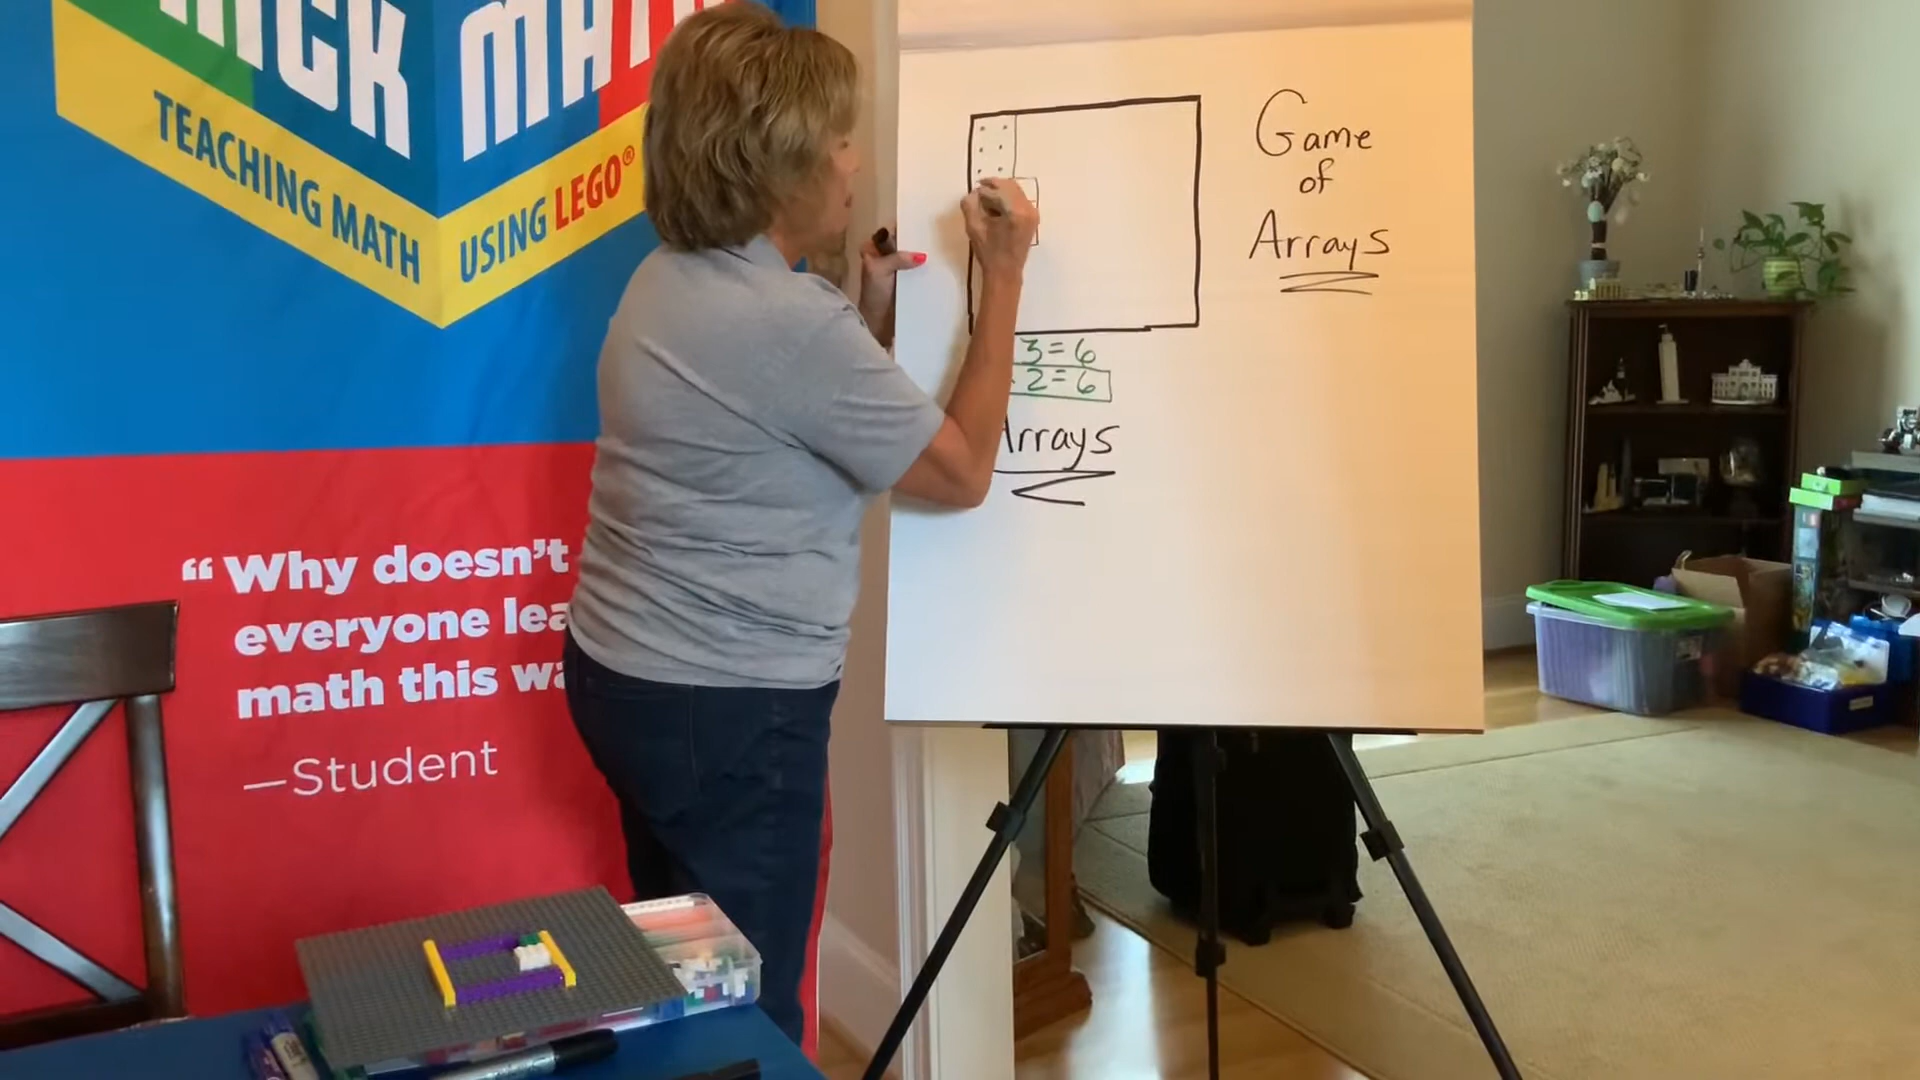 TEACHING MATH
USING LEGO®
“Why doesn’t
everyone lea
math this wa
—Student
3=6
2=6
Arrays
Game
of
Arrays